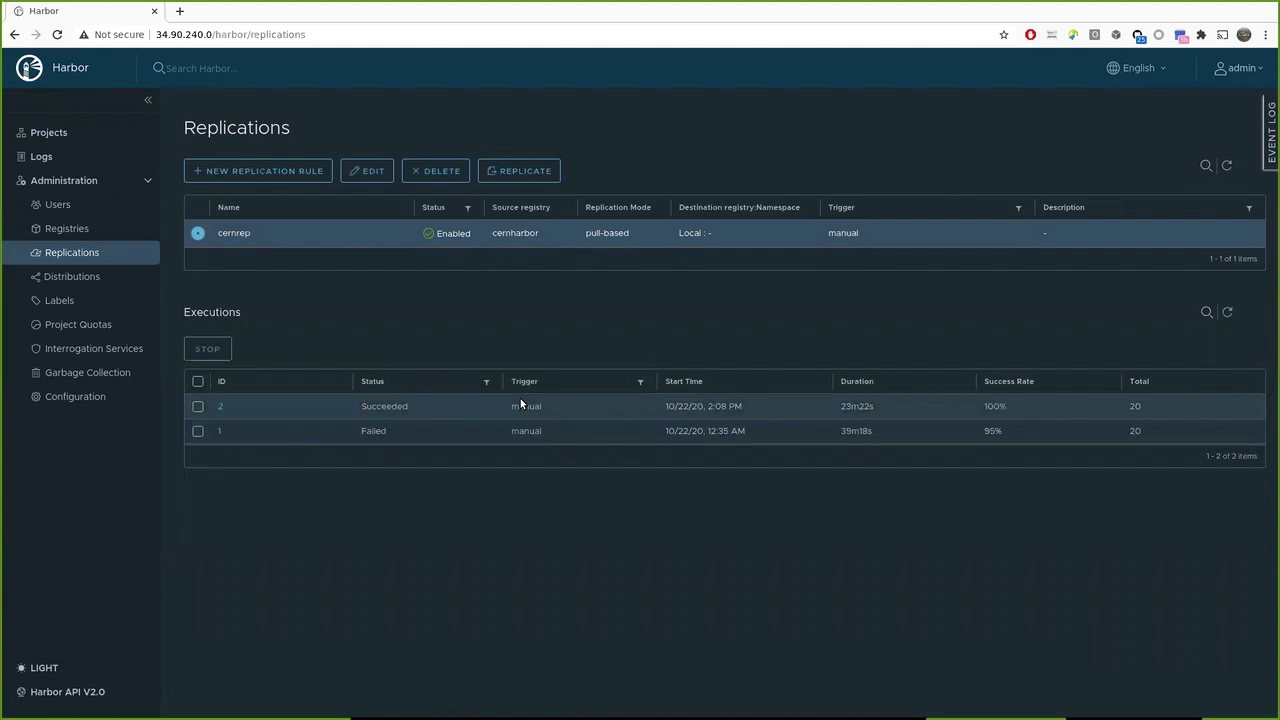 Harbor
Not secure 34.90.240.0/harbor/replications
25
Harbor
Search Harbor...
English
admin
EVENT LOG
Projects
Logs
Administration
Users
Registries
Replications
Distributions
Labels
Project Quotas
Interrogation Services
Garbage Collection
Configuration
LIGHT
Harbor API V2.0
Replications
NEW REPLICATION RULE EDIT DELETE REPLICATE
Name Status Source registry Replication Mode Destination registry:Namespace Trigger Description
cernrep Enabled cernharbor pull-based Local : - manual -
1 - 1 of 1 items
Executions
STOP
ID Status Trigger Start Time Duration Success Rate Total
2 Succeeded manual 10/22/20, 2:08 PM 23m22s 100% 20
1 Failed manual 10/22/20, 12:35 AM 39m18s 95% 20
1 - 2 of 2 items